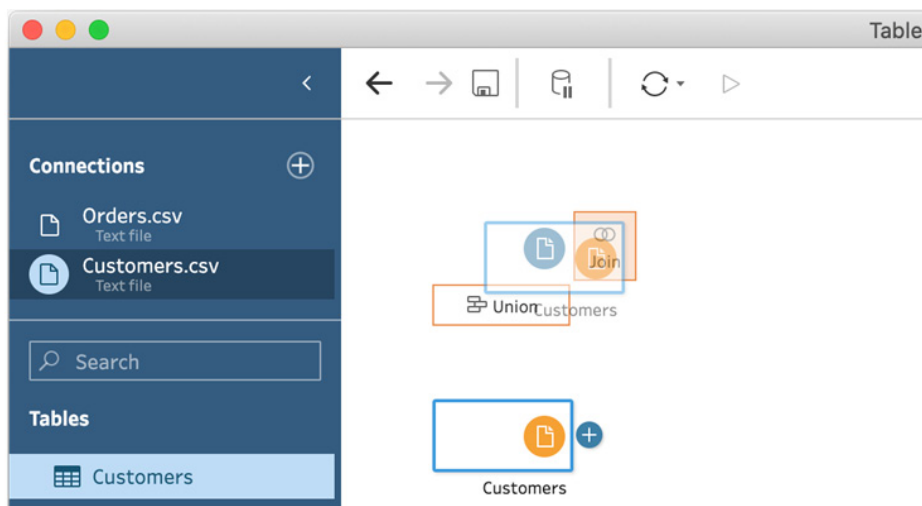 Table
Connections
Orders.csv
Text file
Customers.csv
Text file
Search
Tables
Customers
Join
Union
Customers
Customers